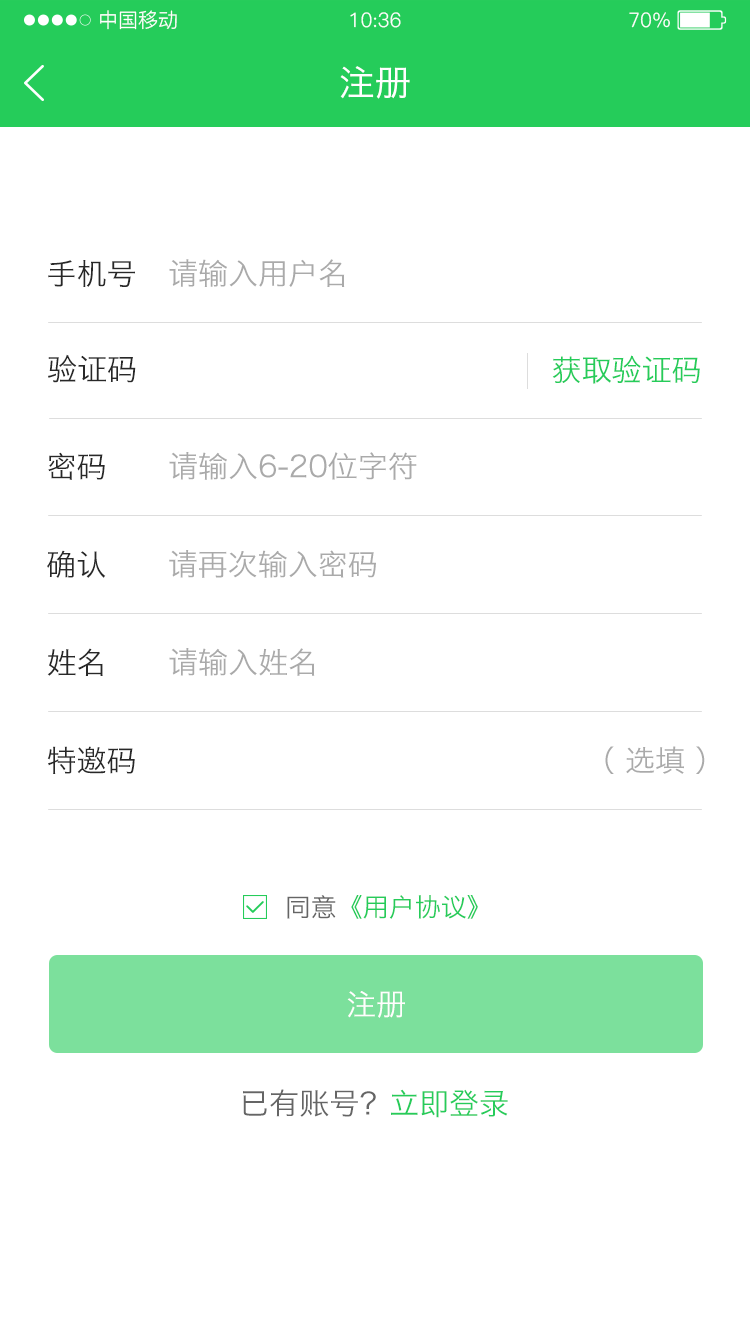 中国移动 10:36 70%
注册
手机号 请输入用户名
验证码 获取验证码
密码 请输入6-20位字符
确认 请再次输入密码
姓名 请输入姓名
特邀码 （选填）
同意《用户协议》
注册
已有账号？立即登录